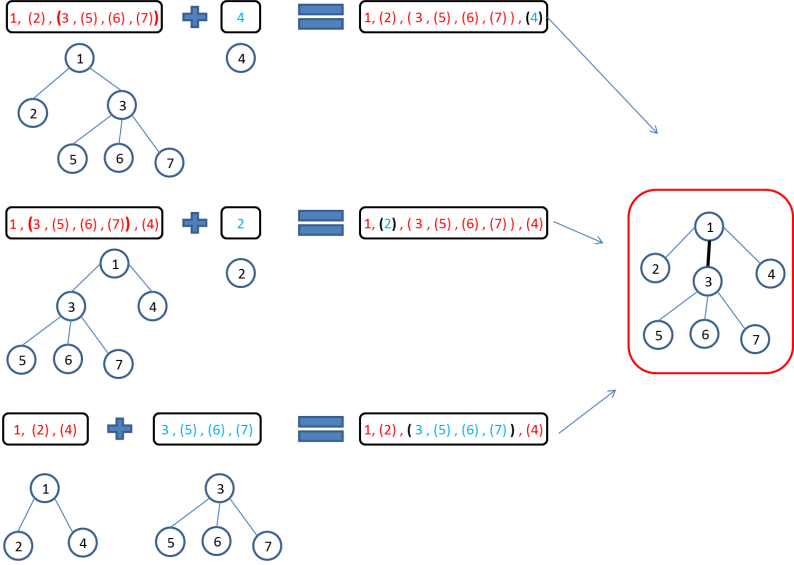 1, (2) , (3 , (5) , (6) , (7)) 4 1, (2) , ( 3 , (5) , (6) , (7) ) , (4)
1 4
2 3
5 6 7
1 , (3 , (5) , (6) , (7)) , (4) 2 1, (2) , ( 3 , (5) , (6) , (7) ) , (4)
1
2 4
3
5 6 7
1 2
3 4
5 6 7
1, (2) , (4) 3 , (5) , (6) , (7) 1, (2) , ( 3 , (5) , (6) , (7) ) , (4)
1 3
2 4 5 6 7